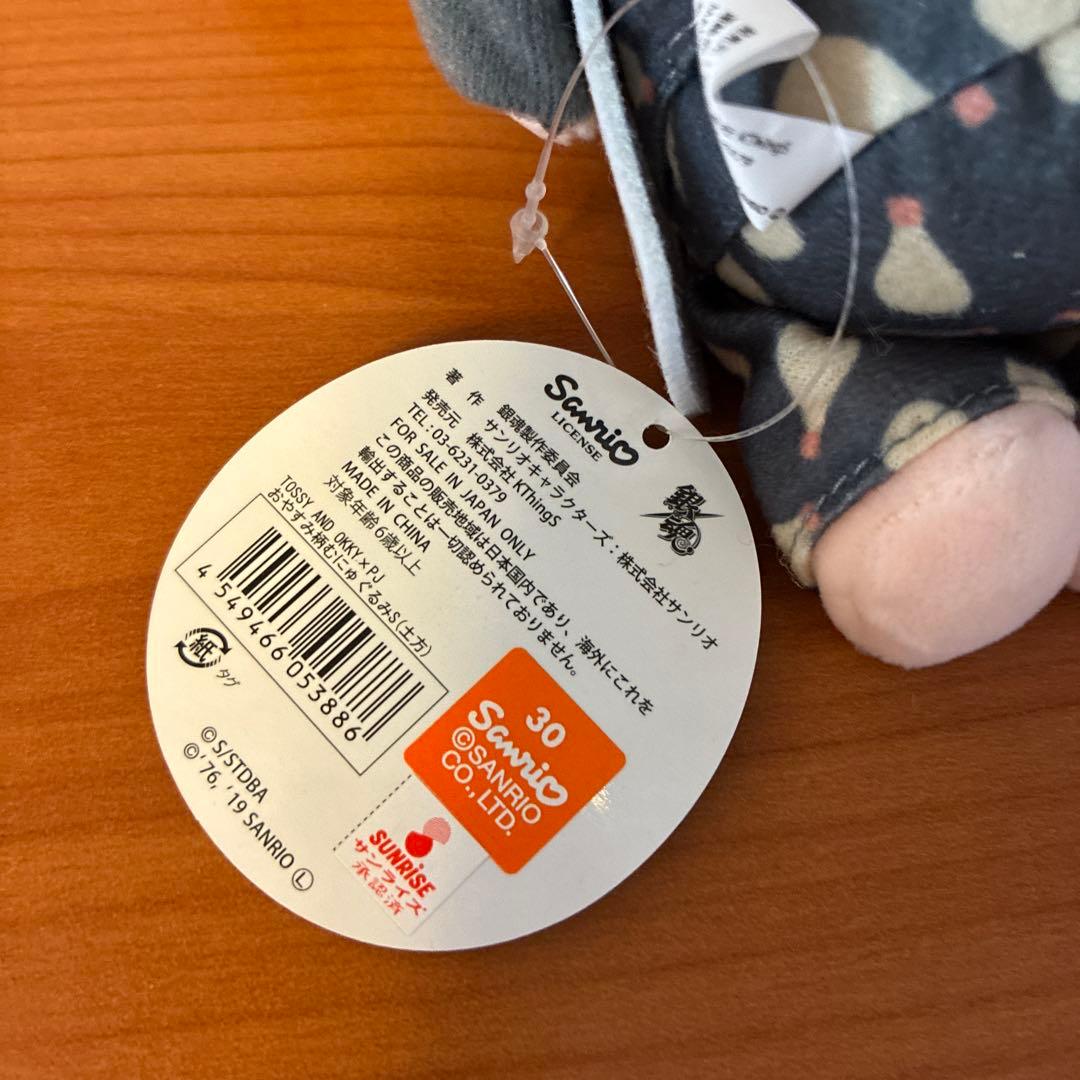 Sanrio
LICENSE
銀魂
著作 銀魂製作委員会
サンリオキャラクターズ：株式会社サンリオ
発売元 株式会社KThingS
TEL:03-6231-0379
FOR SALE IN JAPAN ONLY
この商品の販売地域は日本国内であり、海外にこれを
輸出することは一切認められておりません。
MADE IN CHINA
対象年齢6歳以上
TOSSY AND OKKY×PJ
おやすみ柄むにゅぐるみS(土方)
4 549466 053886
紙
タグ
©S/STDBA
©'76, '19 SANRIO Ⓛ
30
Sanrio
©SANRIO
CO., LTD.
SUNRISE
サンライズ
承認済